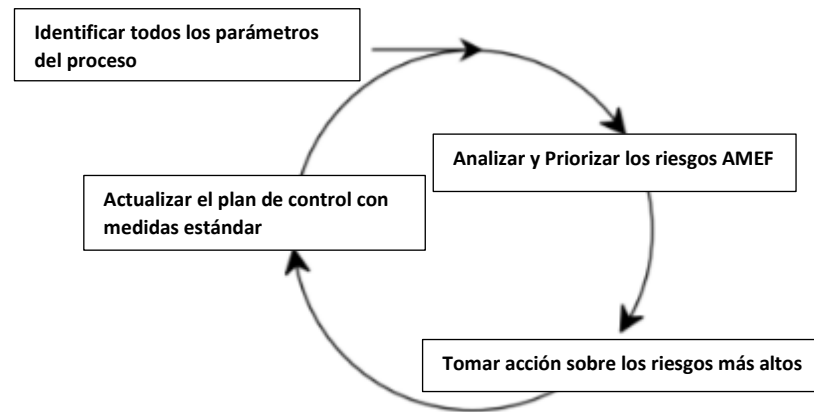 Identificar todos los parámetros
del proceso
Analizar y Priorizar los riesgos AMEF
Tomar acción sobre los riesgos más altos
Actualizar el plan de control con
medidas estándar